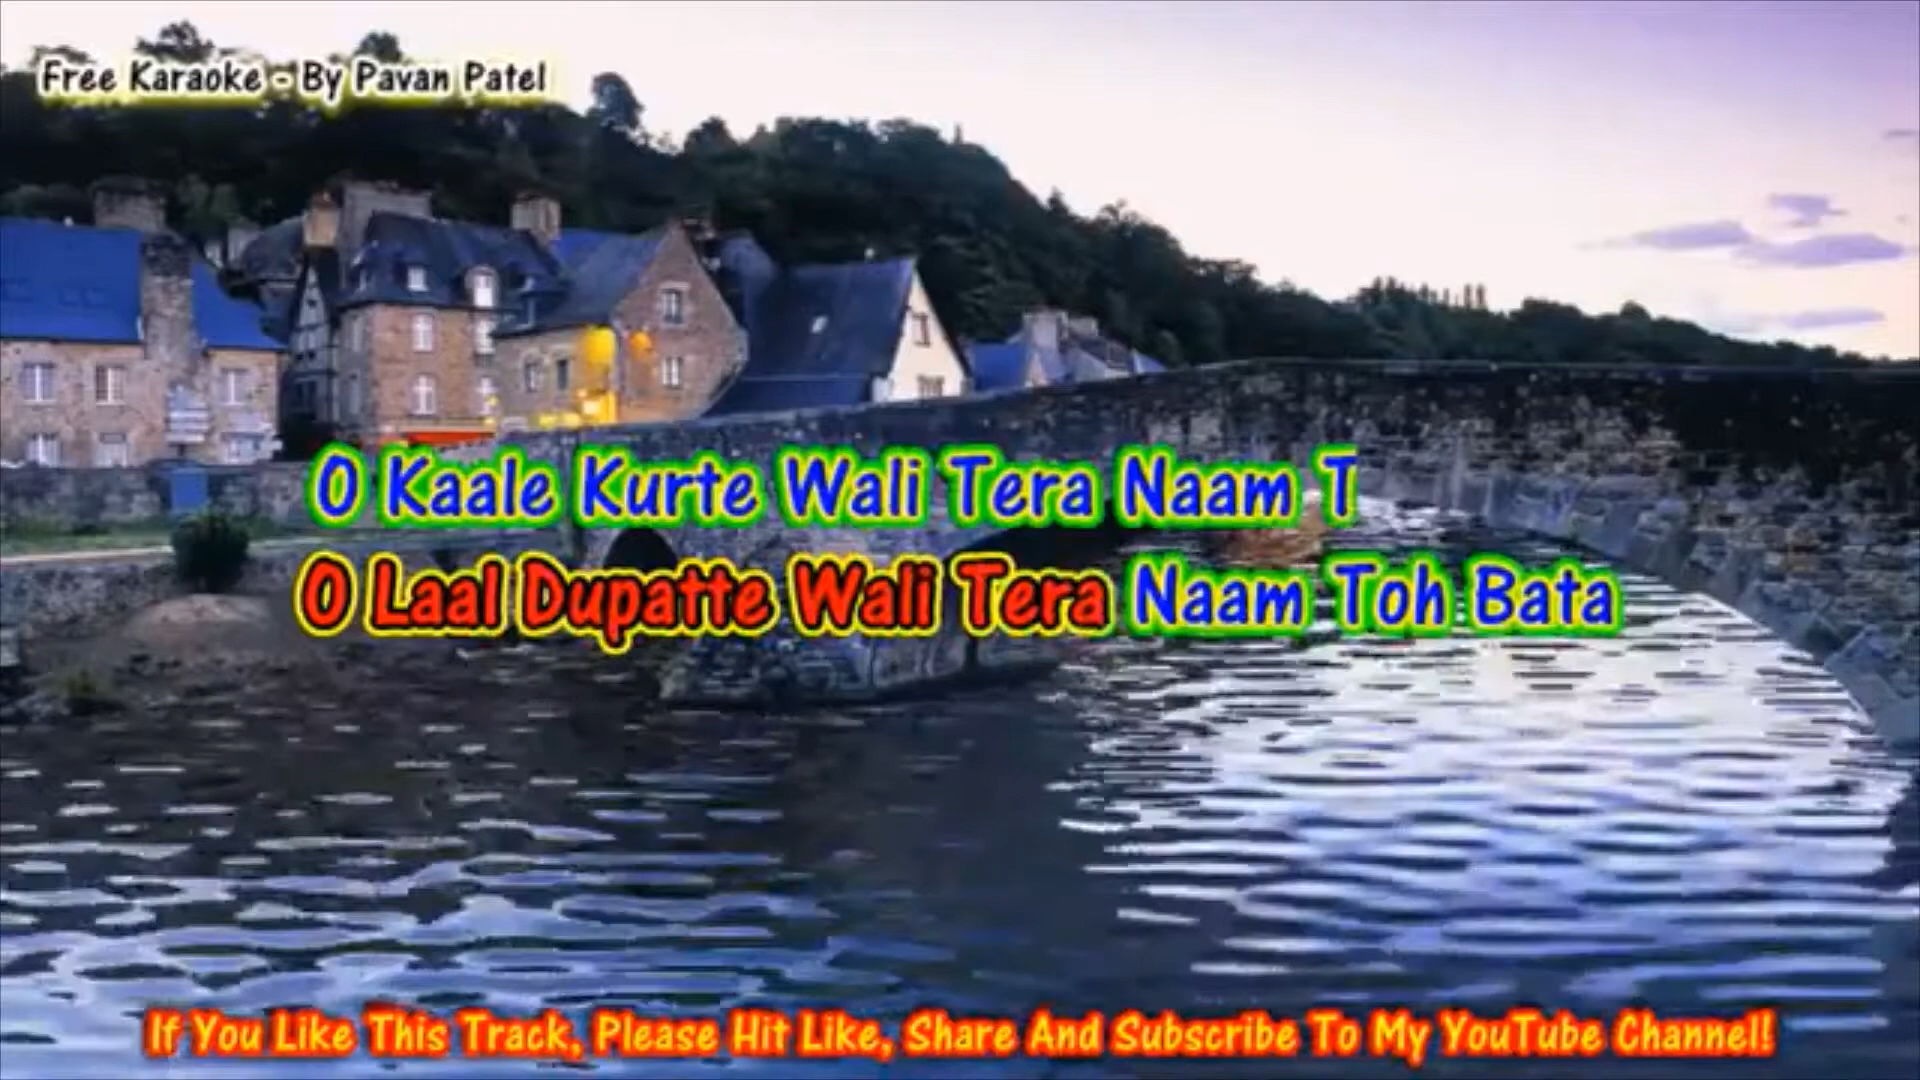 Free Karaoke - By Pavan Patel
O Kaale Kurte Wali Tera Naam T
O Laal Dupatte Wali Tera Naam Toh Bata
If You Like This Track, Please Hit Like, Share And Subscribe To My YouTube Channel!